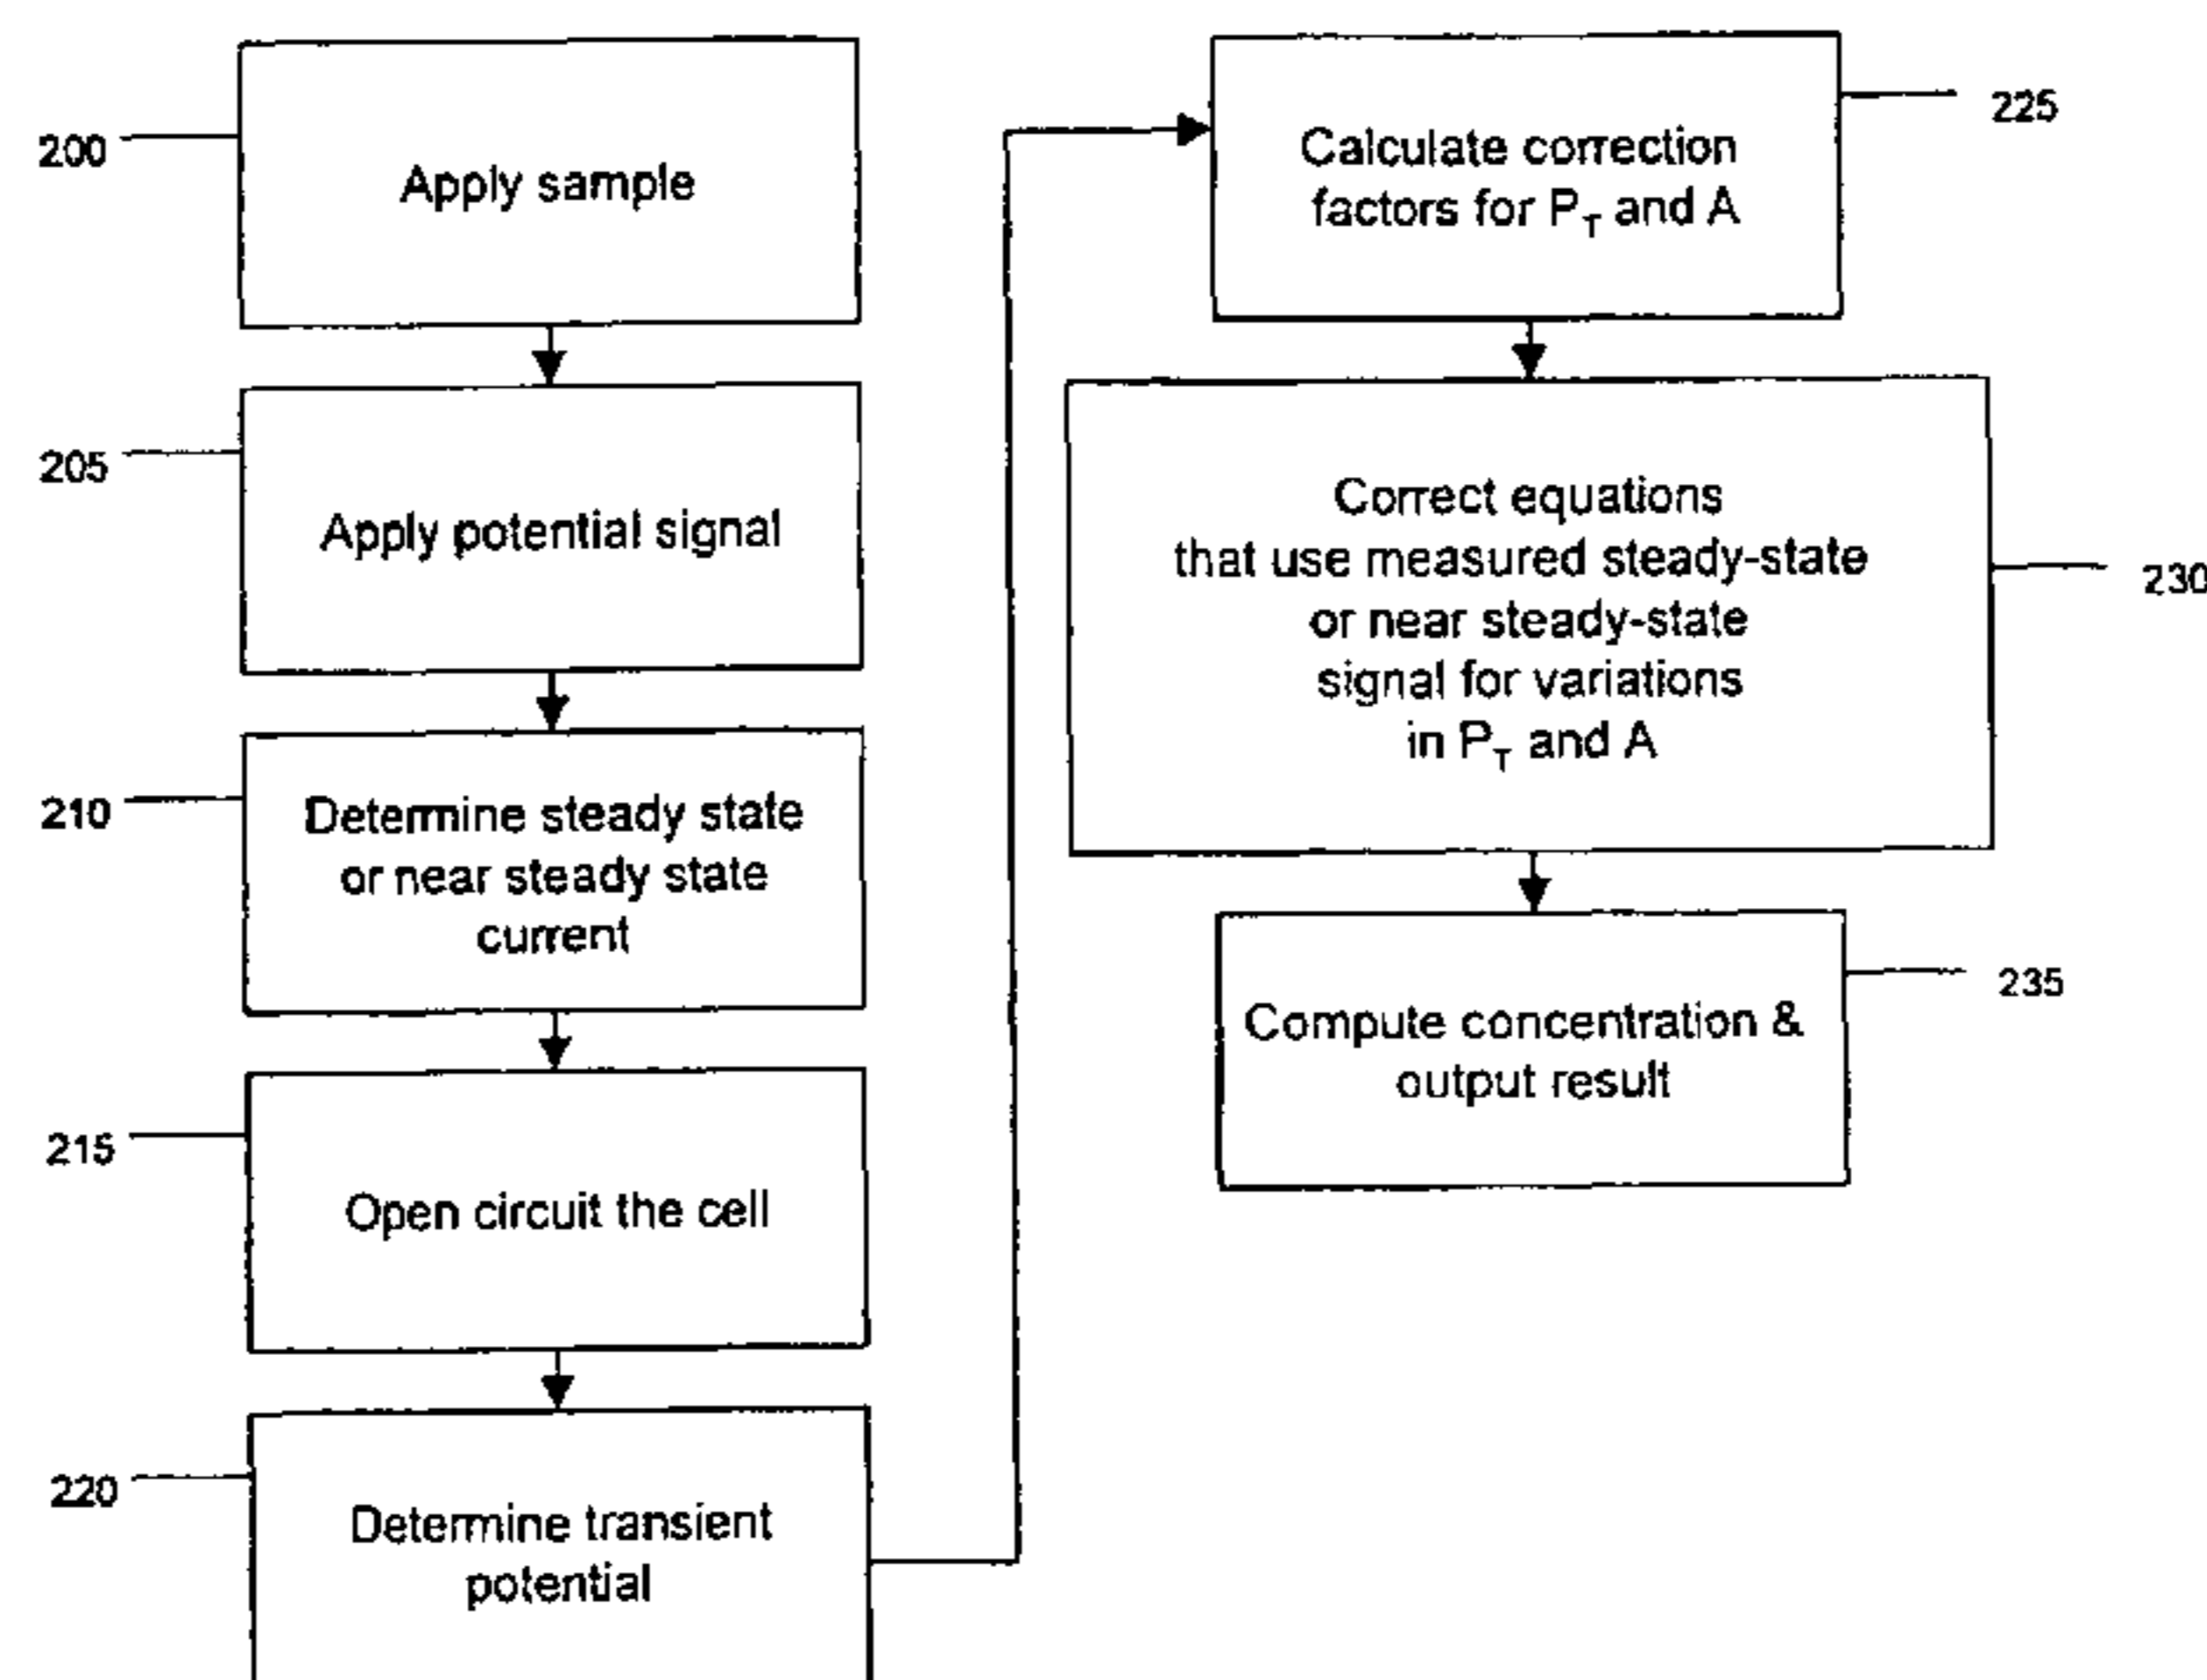 200
Apply sample
205
Apply potential signal
210
Determine steady state
or near steady state
current
215
Open circuit the cell
220
Determine transient
potential
225
Calculate correction
factors for P_T and A
230
Correct equations
that use measured steady-state
or near steady-state
signal for variations
in P_T and A
235
Compute concentration &
output result